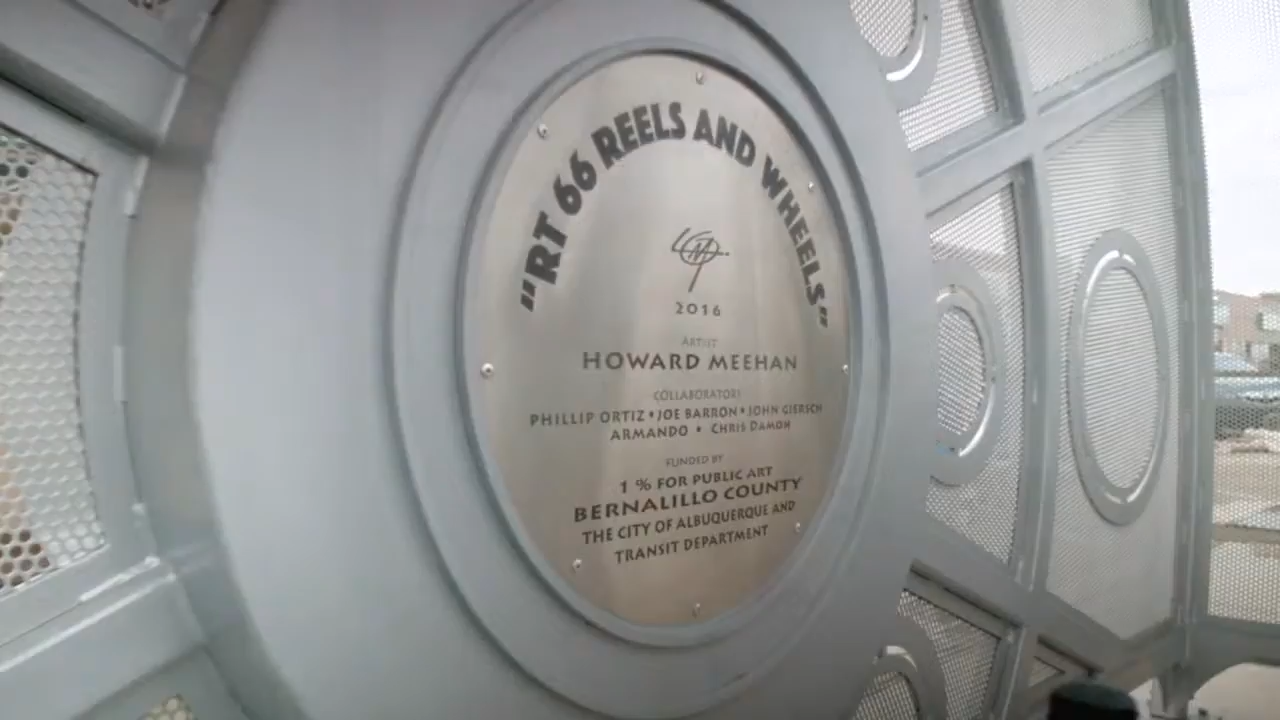 "RT 66 REELS AND WHEELS"
2016
ARTIST
HOWARD MEEHAN
COLLABORATORS
PHILLIP ORTIZ • JOE BARRON • JOHN GIERSCH
ARMANDO • CHRIS DAMON
FUNDED BY
1 % FOR PUBLIC ART
BERNALILLO COUNTY
THE CITY OF ALBUQUERQUE AND
TRANSIT DEPARTMENT